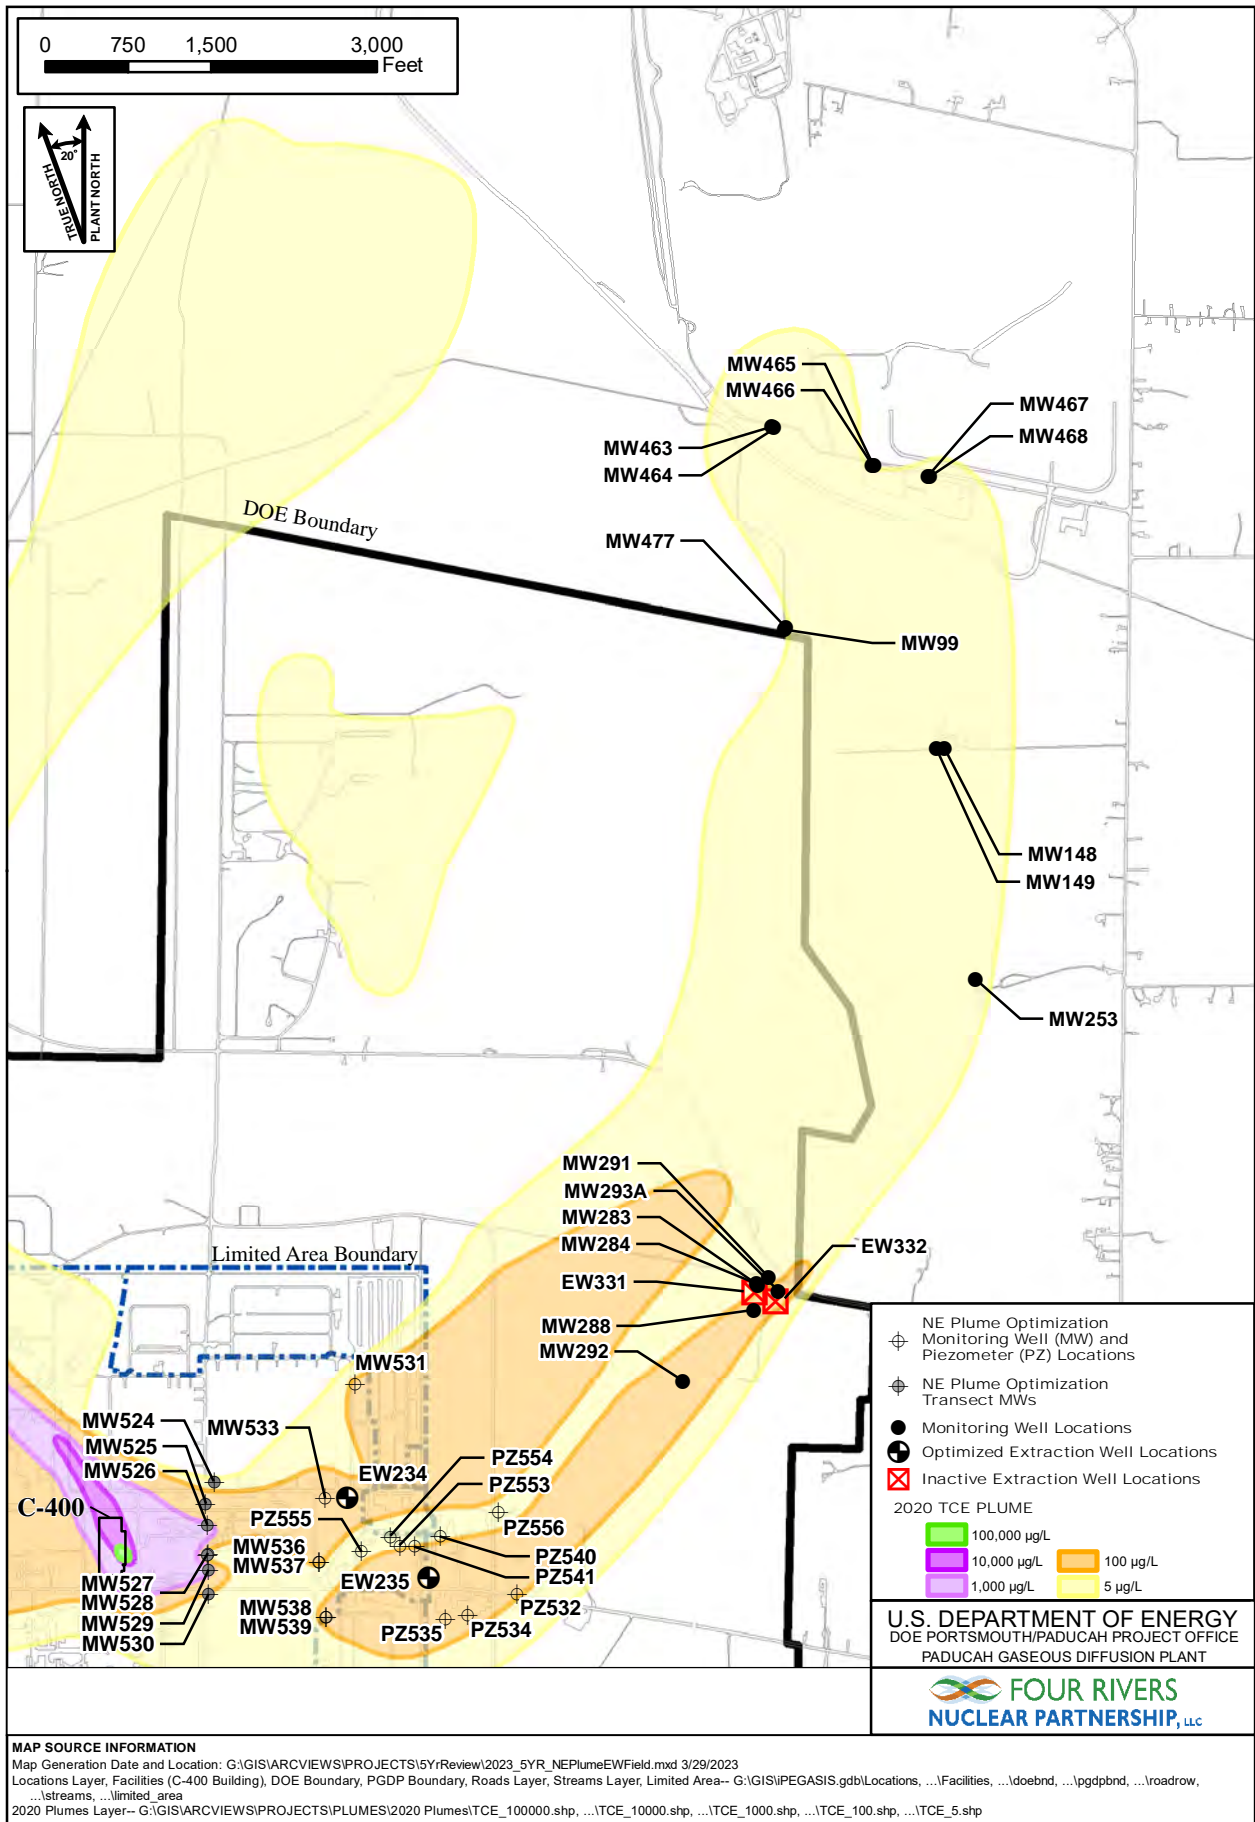 0 750 1,500 3,000
Feet
20°
TRUE NORTH
PLANT NORTH
MW465
MW466
MW467
MW468
MW463
MW464
DOE Boundary
MW477
MW99
MW148
MW149
MW253
MW291
MW293A
MW283
MW284
EW332
EW331
MW288
MW292
Limited Area Boundary
MW531
MW524
MW533
MW525
MW526
EW234
PZ554
PZ553
C-400
PZ555
PZ556
MW536
MW537
PZ540
PZ541
EW235
MW527
MW528
MW529
MW530
MW538
MW539
PZ532
PZ535
PZ534
NE Plume Optimization
Monitoring Well (MW) and
Piezometer (PZ) Locations
NE Plume Optimization
Transect MWs
Monitoring Well Locations
Optimized Extraction Well Locations
Inactive Extraction Well Locations
2020 TCE PLUME
100,000 µg/L
10,000 µg/L 100 µg/L
1,000 µg/L 5 µg/L
U.S. DEPARTMENT OF ENERGY
DOE PORTSMOUTH/PADUCAH PROJECT OFFICE
PADUCAH GASEOUS DIFFUSION PLANT
FOUR RIVERS
NUCLEAR PARTNERSHIP, LLC
MAP SOURCE INFORMATION
Map Generation Date and Location: G:\GIS\ARCVIEWS\PROJECTS\5YrReview\2023_5YR_NEPlumeEWField.mxd 3/29/2023
Locations Layer, Facilities (C-400 Building), DOE Boundary, PGDP Boundary, Roads Layer, Streams Layer, Limited Area-- G:\GIS\iPEGASIS.gdb\Locations, ...\Facilities, ...\doebnd, ...\pgdpbnd, ...\roadrow,
...\streams, ...\limited_area
2020 Plumes Layer-- G:\GIS\ARCVIEWS\PROJECTS\PLUMES\2020 Plumes\TCE_100000.shp, ...\TCE_10000.shp, ...\TCE_1000.shp, ...\TCE_100.shp, ...\TCE_5.shp